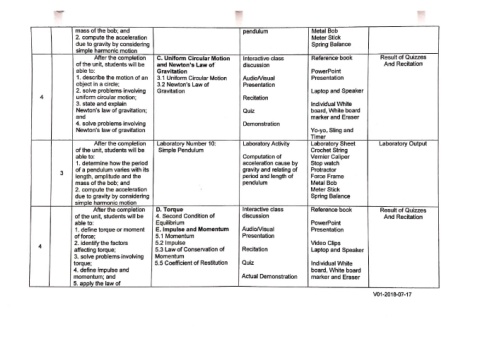 mass of the bob; and
2. compute the acceleration
due to gravity by considering
simple harmonic motion
pendulum
Metal Bob
Meter Stick
Spring Balance
4
After the completion
of the unit, students will be
able to:
1. describe the motion of an
object in a circle;
2. solve problems involving
uniform circular motion;
3. state and explain
Newton's law of gravitation;
and
4. solve problems involving
Newton's law of gravitation
C. Uniform Circular Motion
and Newton's Law of
Gravitation
3.1 Uniform Circular Motion
3.2 Newton's Law of
Gravitation
Interactive class
discussion
Audio/Visual
Presentation
Recitation
Quiz
Demonstration
Reference book
PowerPoint
Presentation
Laptop and Speaker
Individual White
board, White board
marker and Eraser
Yo-yo, Sling and
Timer
Result of Quizzes
And Recitation
3
After the completion
of the unit, students will be
able to:
1. determine how the period
of a pendulum varies with its
length, amplitude and the
mass of the bob; and
2. compute the acceleration
due to gravity by considering
simple harmonic motion
Laboratory Number 10:
Simple Pendulum
Laboratory Activity
Computation of
acceleration cause by
gravity and relating of
period and length of
pendulum
Laboratory Sheet
Crochet String
Vernier Caliper
Stop watch
Protractor
Force Frame
Metal Bob
Meter Stick
Spring Balance
Laboratory Output
4
After the completion
of the unit, students will be
able to:
1. define torque or moment
of force;
2. identify the factors
affecting torque;
3. solve problems involving
torque;
4. define impulse and
momentum; and
5. apply the law of
D. Torque
4. Second Condition of
Equilibrium
E. Impulse and Momentum
5.1 Momentum
5.2 Impulse
5.3 Law of Conservation of
Momentum
5.5 Coefficient of Restitution
Interactive class
discussion
Audio/Visual
Presentation
Recitation
Quiz
Actual Demonstration
Reference book
PowerPoint
Presentation
Video Clips
Laptop and Speaker
Individual White
board, White board
marker and Eraser
Result of Quizzes
And Recitation
V01-2018-07-17